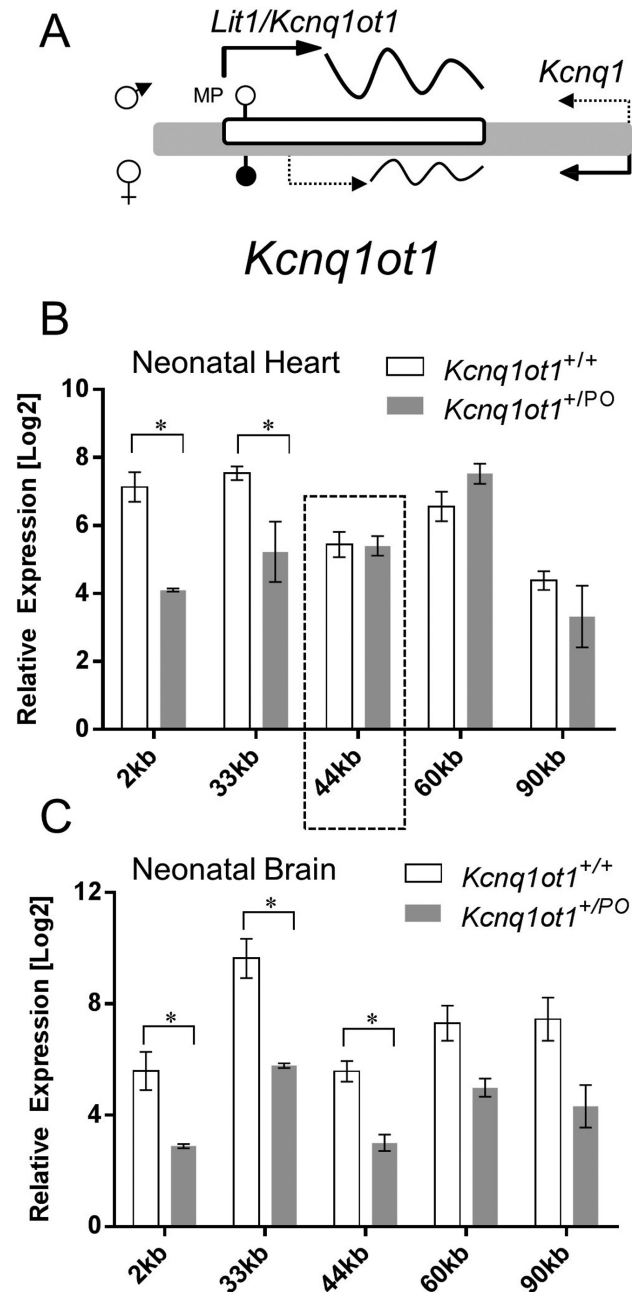 A
Lit1/Kcnq1ot1
Kcnq1
MP
Kcnq1ot1
B
Neonatal Heart
Kcnq1ot1+/+
Kcnq1ot1+/PO
Relative Expression [Log2]
10
8
6
4
2
0
* *
2kb 33kb 44kb 60kb 90kb
C
Neonatal Brain
Kcnq1ot1+/+
Kcnq1ot1+/PO
Relative Expression [Log2]
12
8
4
0
* * *
2kb 33kb 44kb 60kb 90kb